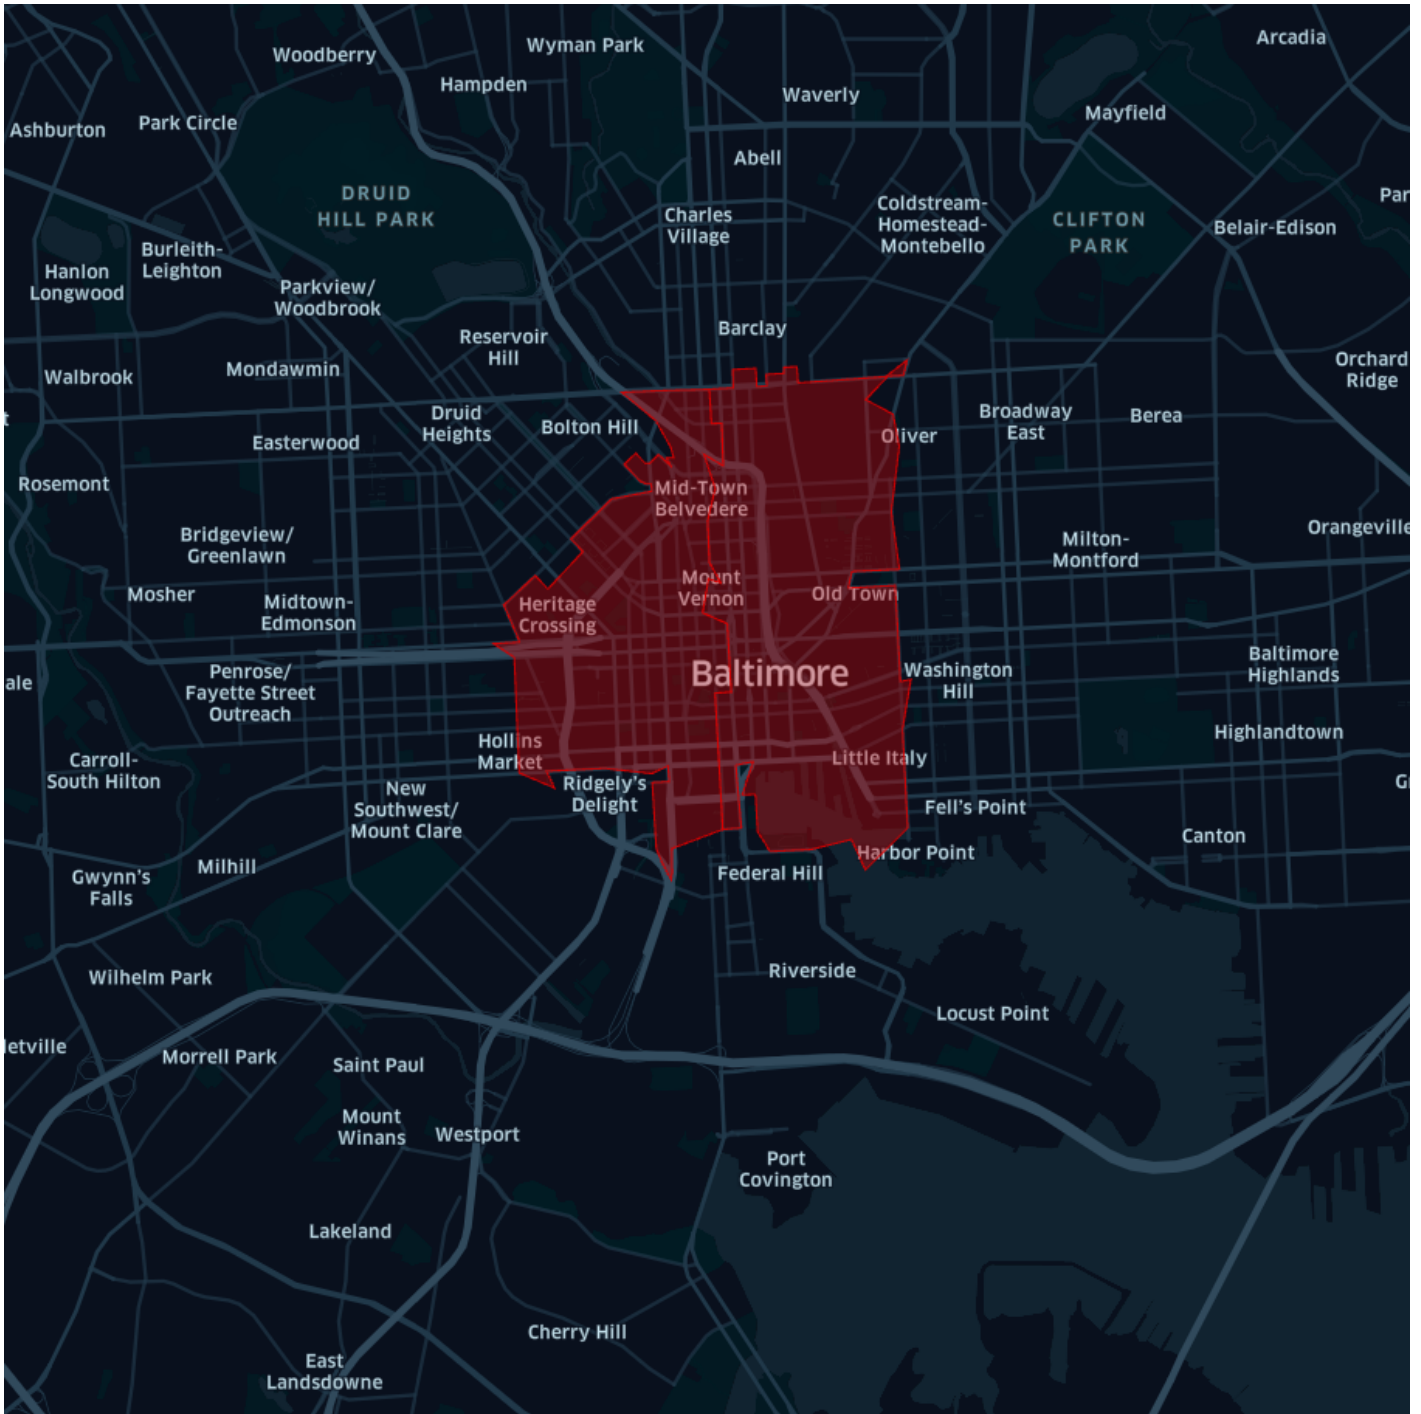 Woodberry
Wyman Park
Arcadia
Hampden
Waverly
Mayfield
Ashburton
Park Circle
Abell
DRUID
HILL PARK
Par
Charles
Village
Coldstream-
Homestead-
Montebello
CLIFTON
PARK
Belair-Edison
Burleith-
Leighton
Hanlon
Longwood
Parkview/
Woodbrook
Barclay
Reservoir
Hill
Walbrook
Mondawmin
Orchard
Ridge
t
Druid
Heights
Bolton Hill
Broadway
East
Berea
Easterwood
Oliver
Rosemont
Mid-Town
Belvedere
Bridgeview/
Greenlawn
Milton-
Montford
Orangeville
Mosher
Midtown-
Edmonson
Heritage
Crossing
Mount
Vernon
Old Town
ale
Penrose/
Fayette Street
Outreach
Baltimore
Washington
Hill
Baltimore
Highlands
Highlandtown
Hollins
Market
Little Italy
Carroll-
South Hilton
New
Southwest/
Mount Clare
Ridgely's
Delight
G
Fell's Point
Canton
Milhill
Gwynn's
Falls
Federal Hill
Harbor Point
Wilhelm Park
Riverside
Locust Point
letville
Morrell Park
Saint Paul
Mount
Winans
Westport
Port
Covington
Lakeland
Cherry Hill
East
Landsdowne